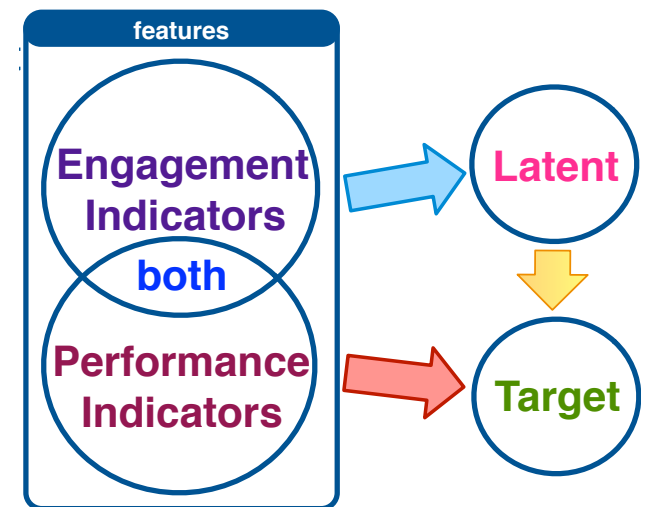 features
Engagement
Indicators
both
Performance
Indicators
Latent
Target